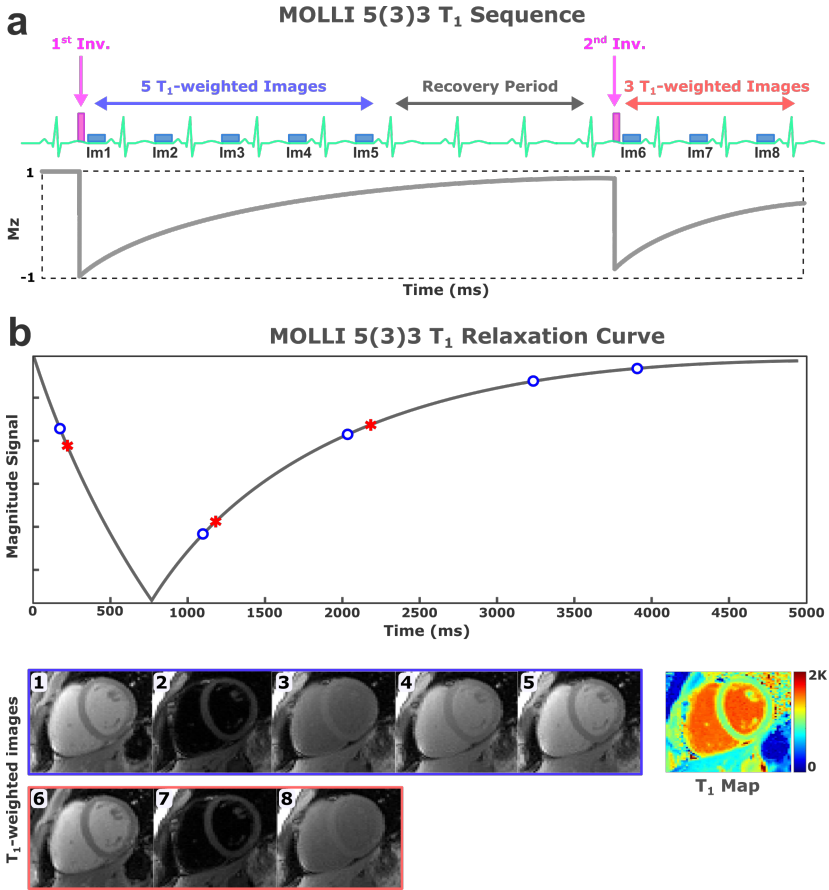 a
MOLLI 5(3)3 T1 Sequence
1st Inv.
2nd Inv.
5 T1-weighted Images
Recovery Period
3 T1-weighted Images
Im1
Im2
Im3
Im4
Im5
Im6
Im7
Im8
1
Mz
-1
Time (ms)
b
MOLLI 5(3)3 T1 Relaxation Curve
Magnitude Signal
0
500
1000
1500
2000
2500
3000
3500
4000
4500
5000
Time (ms)
T1-weighted images
1
2
3
4
5
6
7
8
2K
0
T1 Map